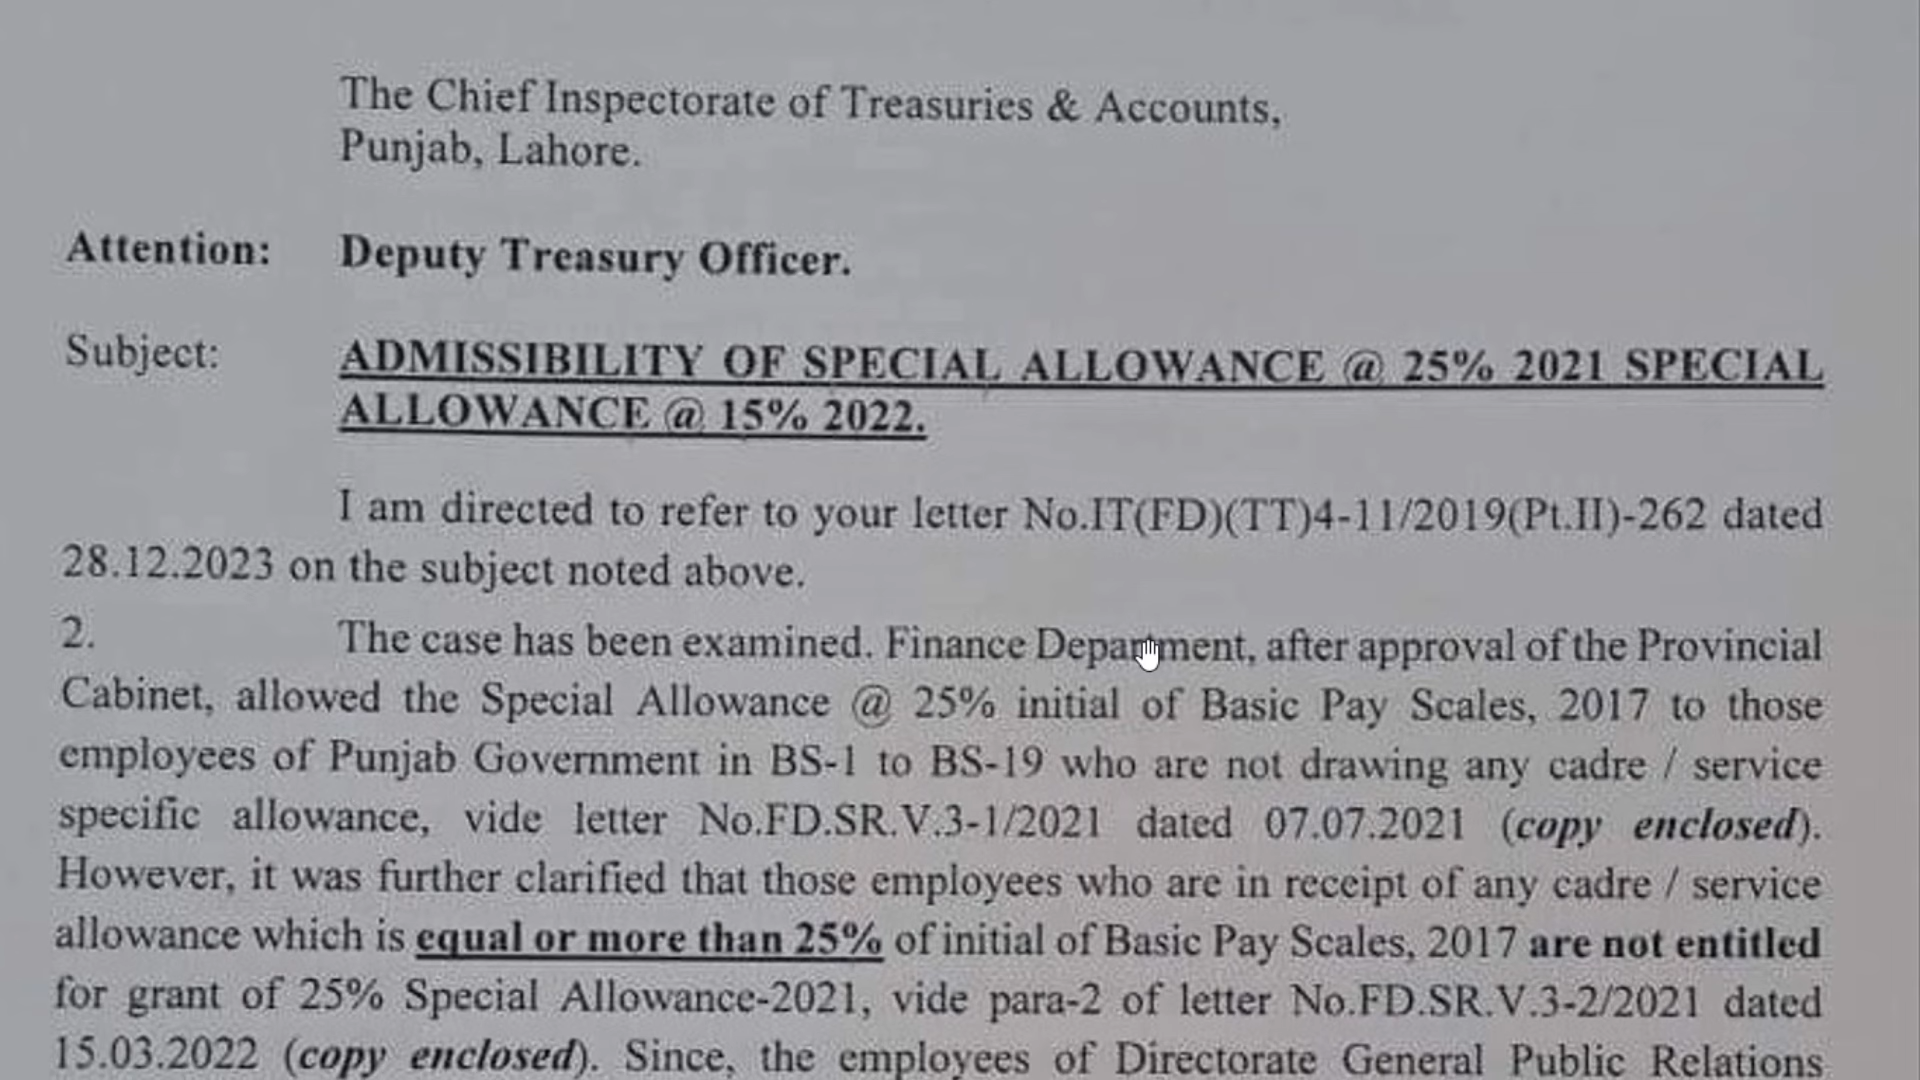 The Chief Inspectorate of Treasuries & Accounts,
Punjab, Lahore.
Attention: Deputy Treasury Officer.
Subject: ADMISSIBILITY OF SPECIAL ALLOWANCE @ 25% 2021 SPECIAL
ALLOWANCE @ 15% 2022.
I am directed to refer to your letter No.IT(FD)(TT)4-11/2019(Pt.II)-262 dated
28.12.2023 on the subject noted above.
2. The case has been examined. Finance Department, after approval of the Provincial
Cabinet, allowed the Special Allowance @ 25% initial of Basic Pay Scales, 2017 to those
employees of Punjab Government in BS-1 to BS-19 who are not drawing any cadre / service
specific allowance, vide letter No.FD.SR.V.3-1/2021 dated 07.07.2021 (copy enclosed).
However, it was further clarified that those employees who are in receipt of any cadre / service
allowance which is equal or more than 25% of initial of Basic Pay Scales, 2017 are not entitled
for grant of 25% Special Allowance-2021, vide para-2 of letter No.FD.SR.V.3-2/2021 dated
15.03.2022 (copy enclosed). Since, the employees of Directorate General Public Relations